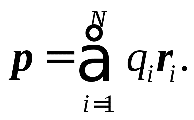 N
p = å q_i r_i.
i=1